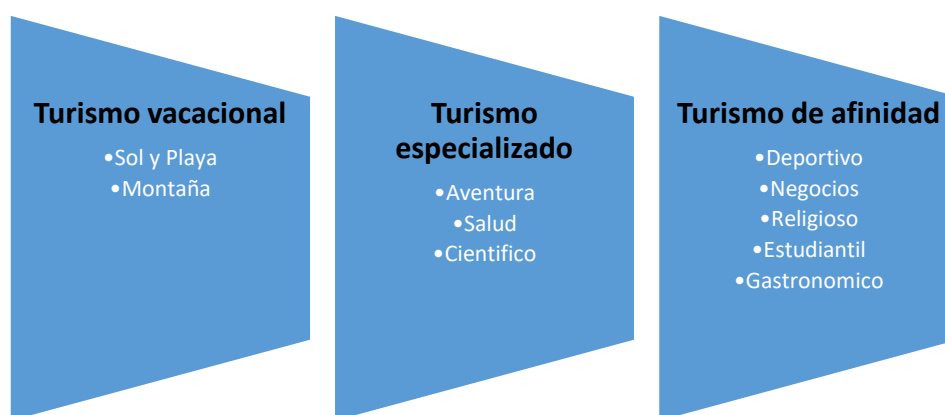 Turismo vacacional
•Sol y Playa
•Montaña
Turismo
especializado
•Aventura
•Salud
•Cientifico
Turismo de afinidad
•Deportivo
•Negocios
•Religioso
•Estudiantil
•Gastronomico